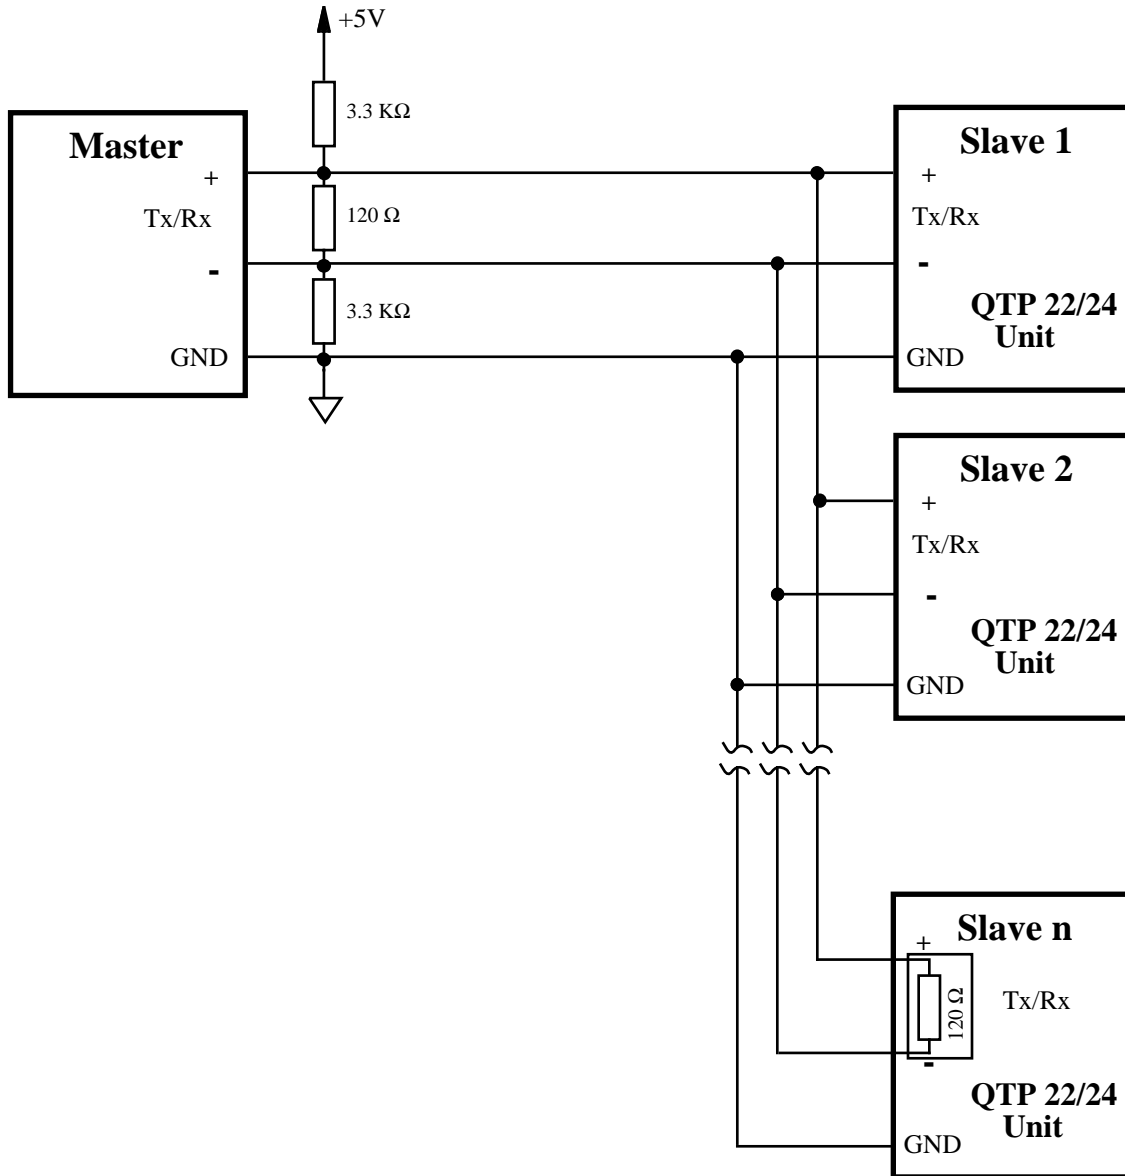 +5V
3.3 KΩ
Master
+
Tx/Rx
-
GND
120 Ω
3.3 KΩ
Slave 1
+
Tx/Rx
-
QTP 22/24
Unit
GND
Slave 2
+
Tx/Rx
-
QTP 22/24
Unit
GND
Slave n
+
120 Ω
Tx/Rx
-
QTP 22/24
Unit
GND